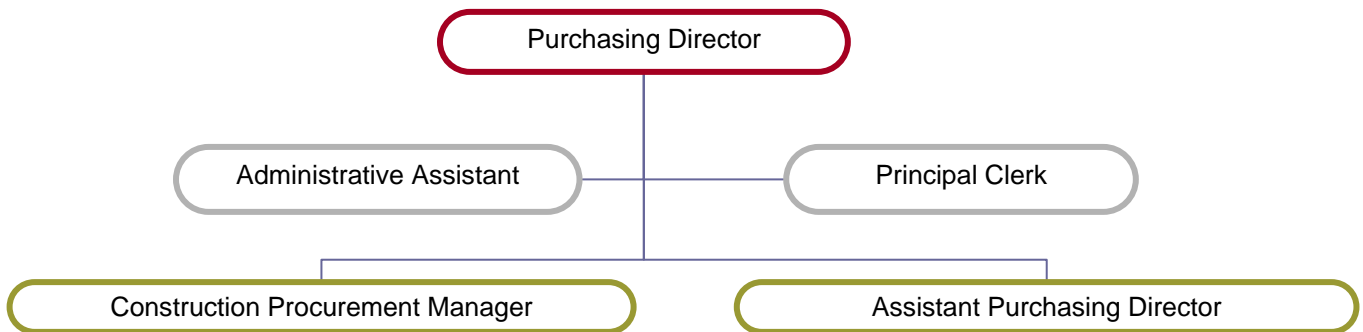 Purchasing Director
Administrative Assistant
Principal Clerk
Construction Procurement Manager
Assistant Purchasing Director